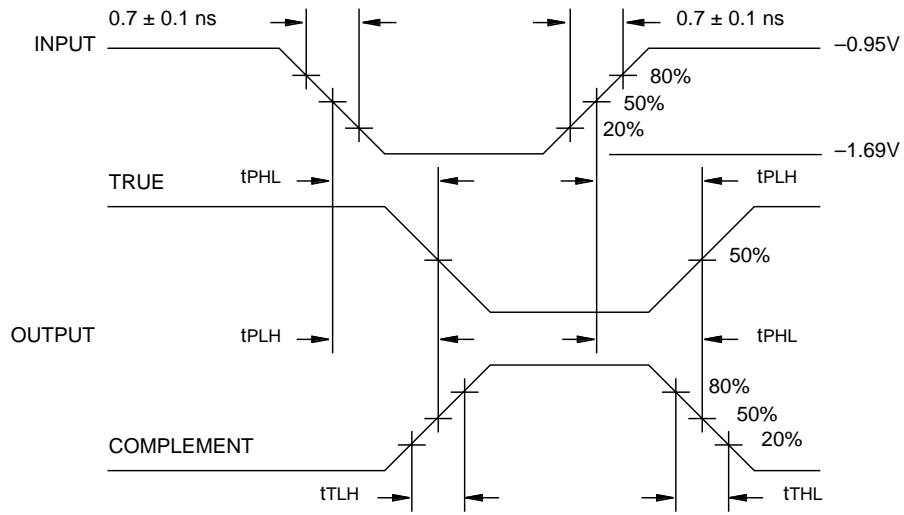 0.7 ± 0.1 ns 0.7 ± 0.1 ns
INPUT –0.95V
80%
50%
20%
–1.69V
tPHL tPLH
TRUE
50%
OUTPUT tPLH tPHL
80%
50%
20%
COMPLEMENT
tTLH tTHL